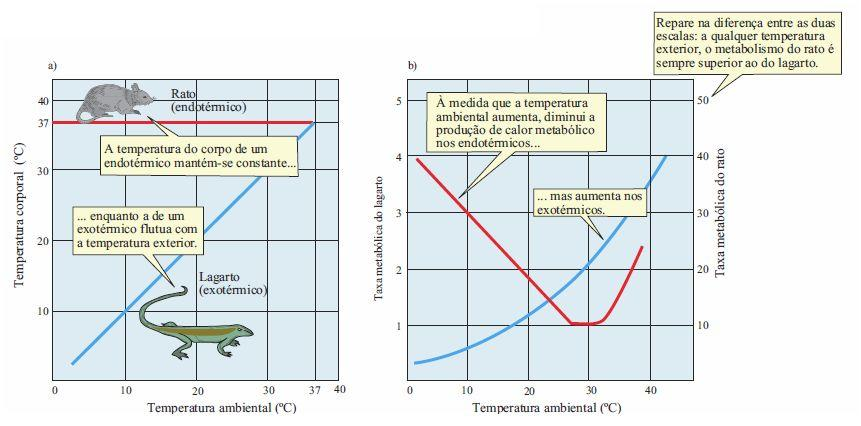 Repare na diferença entre as duas
escalas: a qualquer temperatura
exterior, o metabolismo do rato é
sempre superior ao do lagarto.
a)
Temperatura corporal (ºC)
40
37
30
20
10
Rato
(endotérmico)
A temperatura do corpo de um
endotérmico mantém-se constante...
... enquanto a de um
exotérmico flutua com
a temperatura exterior.
Lagarto
(exotérmico)
0 10 20 30 37 40
Temperatura ambiental (ºC)
b)
Taxa metabólica do lagarto
5
4
3
2
1
À medida que a temperatura
ambiental aumenta, diminui a
produção de calor metabólico
nos endotérmicos...
... mas aumenta nos
exotérmicos.
50
40
30
20
10
Taxa metabólica do rato
0 10 20 30 40
Temperatura ambiental (ºC)